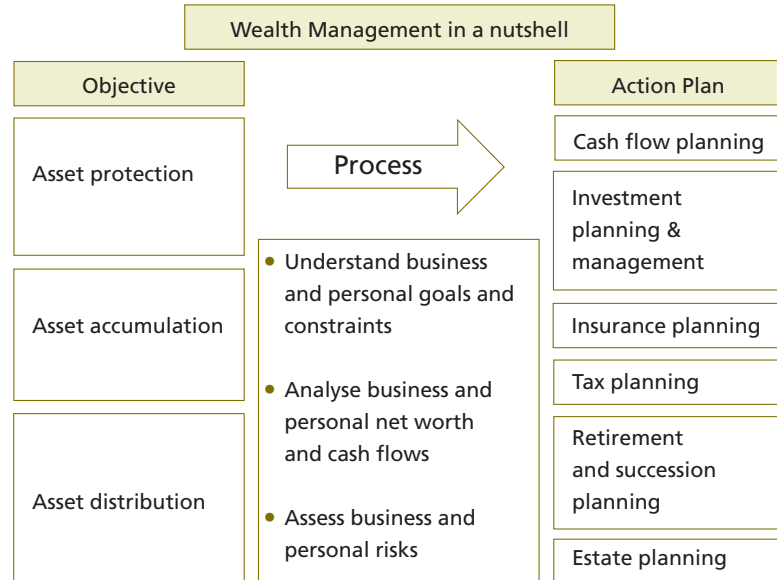 Wealth Management in a nutshell
Objective
Asset protection
Asset accumulation
Asset distribution
Process
• Understand business
and personal goals and
constraints
• Analyse business and
personal net worth
and cash flows
• Assess business and
personal risks
Action Plan
Cash flow planning
Investment
planning &
management
Insurance planning
Tax planning
Retirement
and succession
planning
Estate planning